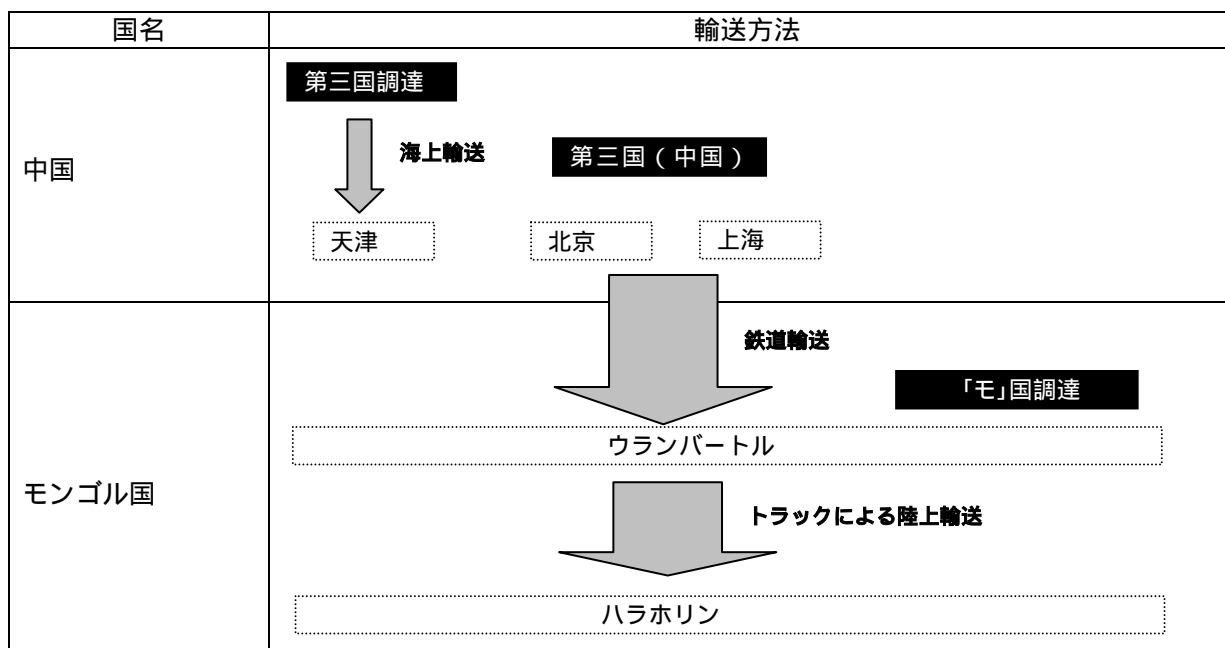 国名
輸送方法
中国
第三国調達
海上輸送
第三国(中国)
天津
北京
上海
モンゴル国
鉄道輸送
「モ」国調達
ウランバートル
トラックによる陸上輸送
ハラホリン